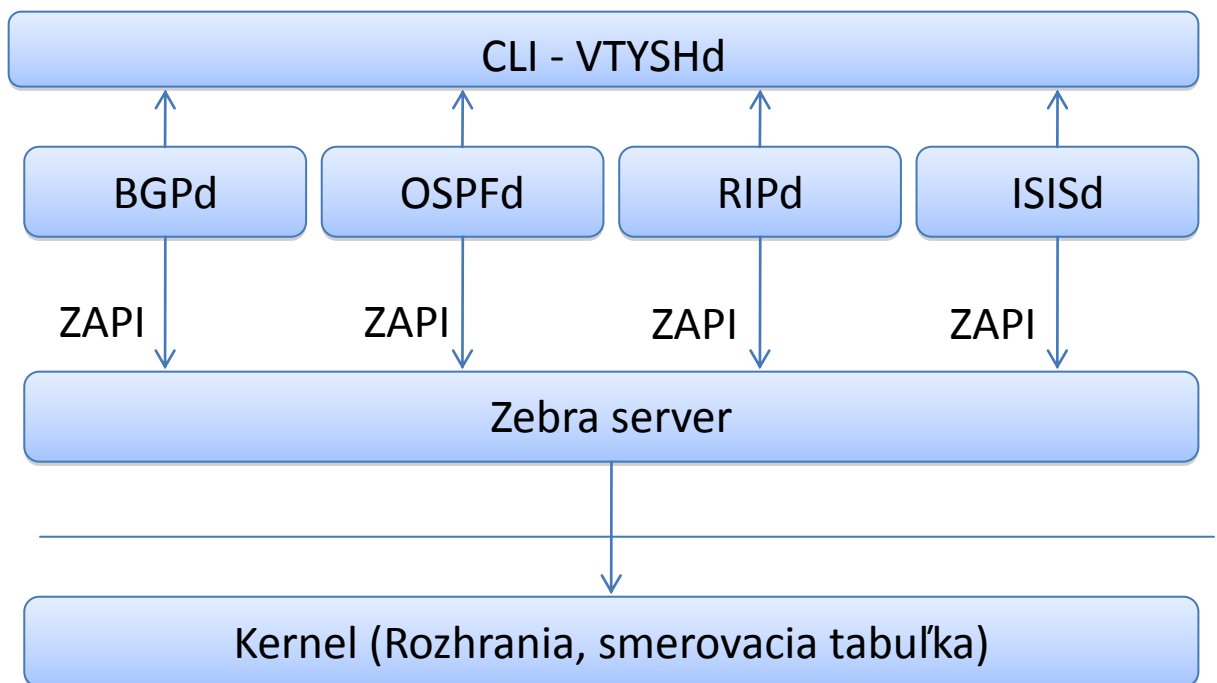 CLI - VTYSHd
BGPd
OSPFd
RIPd
ISISd
ZAPI
ZAPI
ZAPI
ZAPI
Zebra server
Kernel (Rozhrania, smerovacia tabuľka)